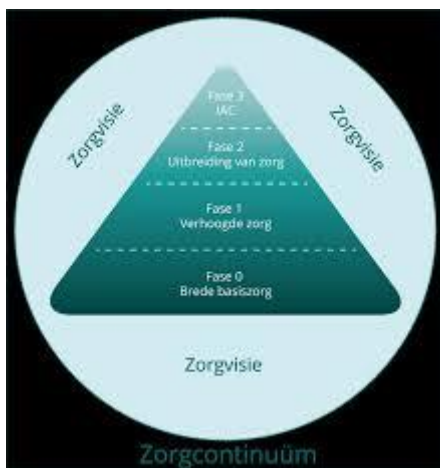 Zorgvisie
Zorgvisie
Fase 3
IAC
Fase 2
Uitbreiding van zorg
Fase 1
Verhoogde zorg
Fase 0
Brede basiszorg
Zorgvisie
Zorgcontinuüm